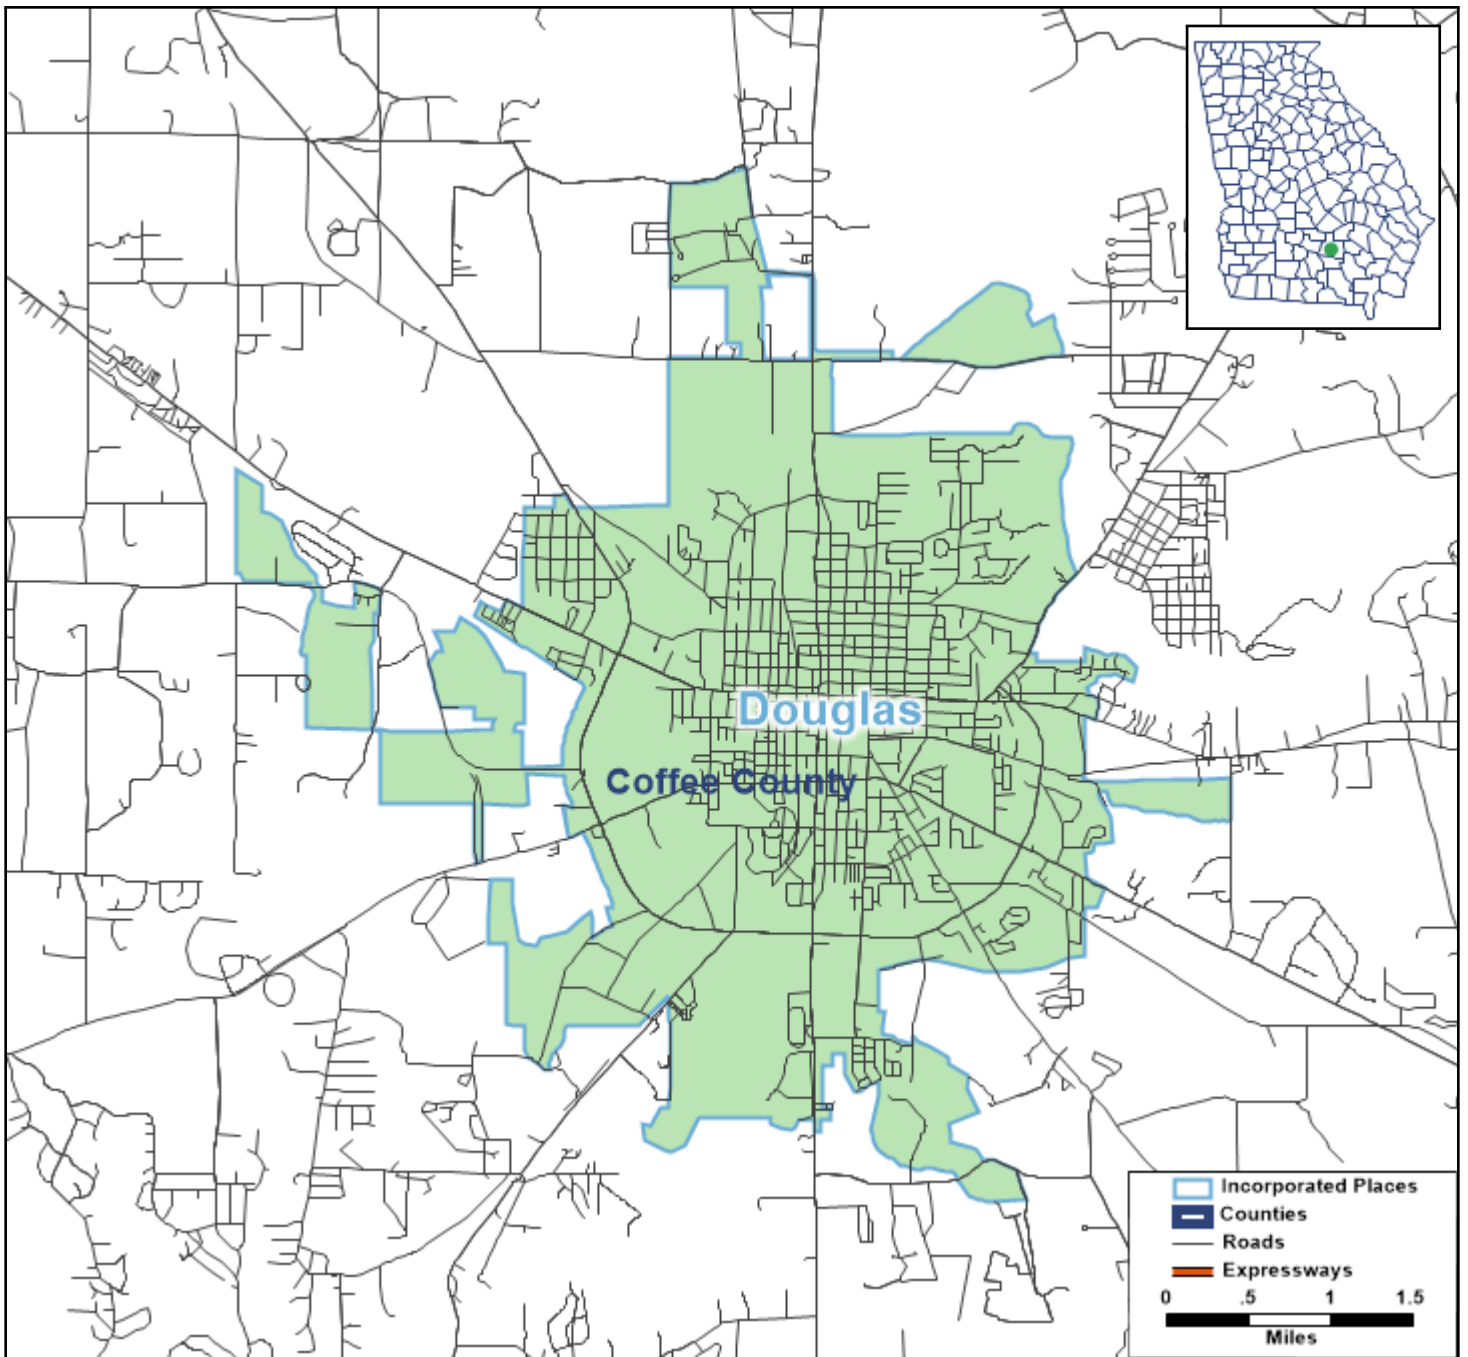 Douglas
Coffee County
Incorporated Places
Counties
Roads
Expressways
0 .5 1 1.5
Miles